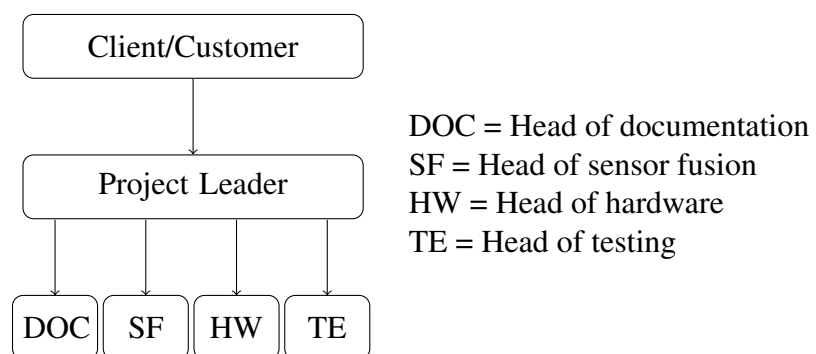 Client/Customer
Project Leader
DOC SF HW TE
DOC = Head of documentation
SF = Head of sensor fusion
HW = Head of hardware
TE = Head of testing